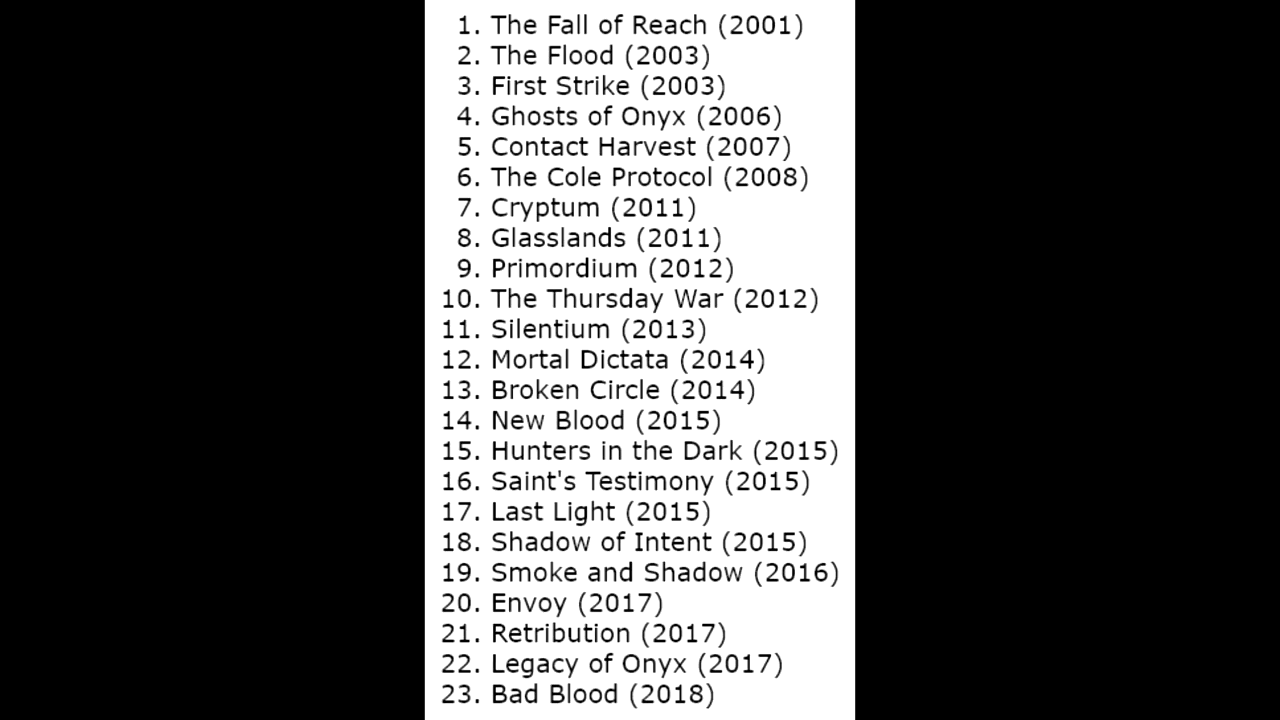 1. The Fall of Reach (2001)
2. The Flood (2003)
3. First Strike (2003)
4. Ghosts of Onyx (2006)
5. Contact Harvest (2007)
6. The Cole Protocol (2008)
7. Cryptum (2011)
8. Glasslands (2011)
9. Primordium (2012)
10. The Thursday War (2012)
11. Silentium (2013)
12. Mortal Dictata (2014)
13. Broken Circle (2014)
14. New Blood (2015)
15. Hunters in the Dark (2015)
16. Saint's Testimony (2015)
17. Last Light (2015)
18. Shadow of Intent (2015)
19. Smoke and Shadow (2016)
20. Envoy (2017)
21. Retribution (2017)
22. Legacy of Onyx (2017)
23. Bad Blood (2018)